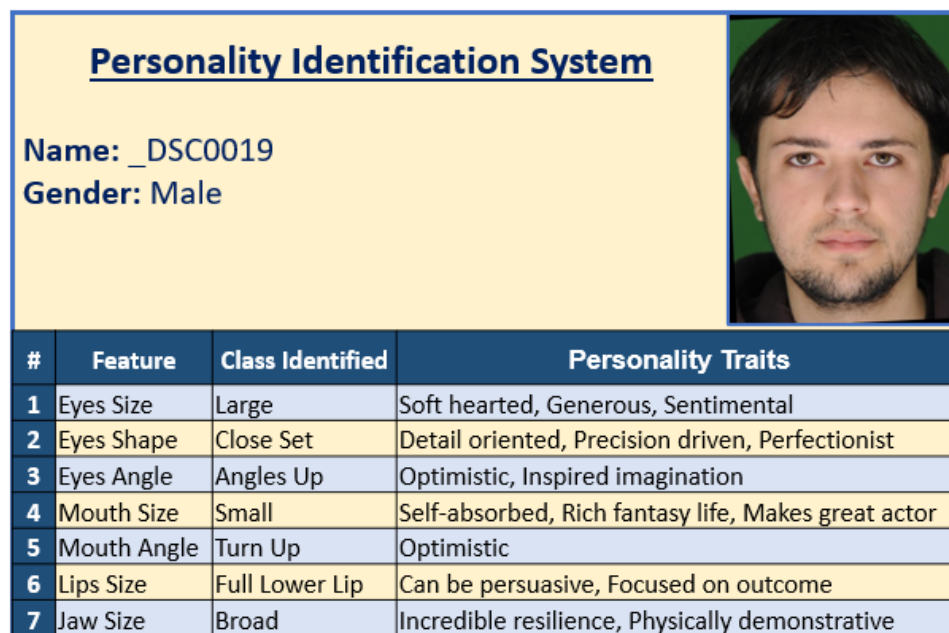 Personality Identification System
Name: _DSC0019
Gender: Male
# Feature Class Identified Personality Traits
1 Eyes Size Large Soft hearted, Generous, Sentimental
2 Eyes Shape Close Set Detail oriented, Precision driven, Perfectionist
3 Eyes Angle Angles Up Optimistic, Inspired imagination
4 Mouth Size Small Self-absorbed, Rich fantasy life, Makes great actor
5 Mouth Angle Turn Up Optimistic
6 Lips Size Full Lower Lip Can be persuasive, Focused on outcome
7 Jaw Size Broad Incredible resilience, Physically demonstrative